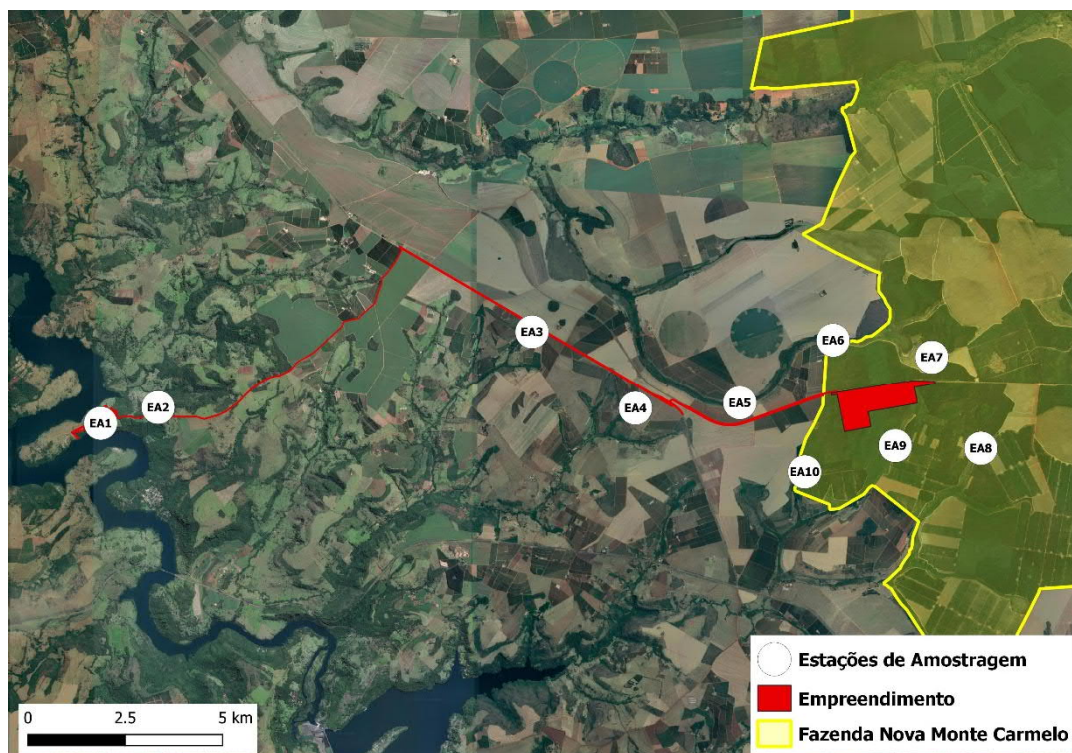 EA6
EA3
EA7
EA5
EA2
EA4
EA1
EA9
EA8
EA10
Estações de Amostragem
Empreendimento
Fazenda Nova Monte Carmelo
0 2.5 5 km